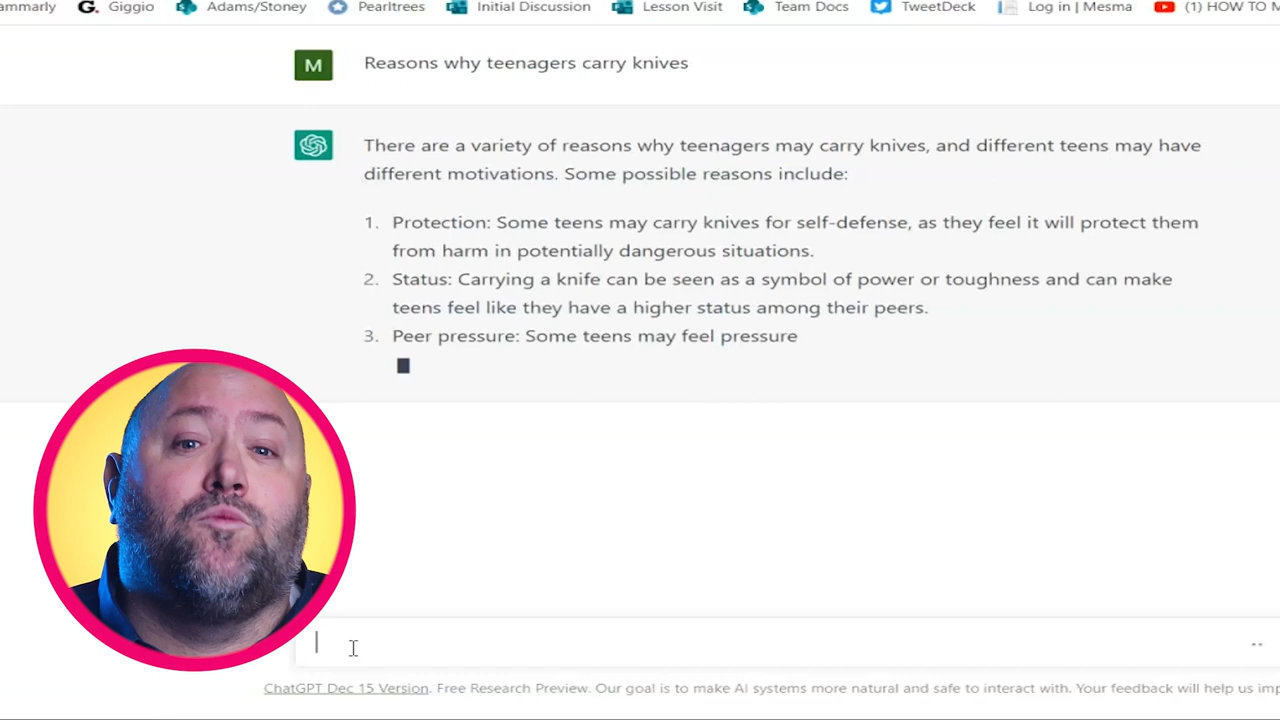 Giggio Adams/Stoney Pearltrees Initial Discussion Lesson Visit Team Docs TweetDeck Log in | Mesma (1) HOW TO
M Reasons why teenagers carry knives
There are a variety of reasons why teenagers may carry knives, and different teens may have
different motivations. Some possible reasons include:
1. Protection: Some teens may carry knives for self-defense, as they feel it will protect them
from harm in potentially dangerous situations.
2. Status: Carrying a knife can be seen as a symbol of power or toughness and can make
teens feel like they have a higher status among their peers.
3. Peer pressure: Some teens may feel pressure
ChatGPT Dec 15 Version. Free Research Preview. Our goal is to make AI systems more natural and safe to interact with. Your feedback will help us